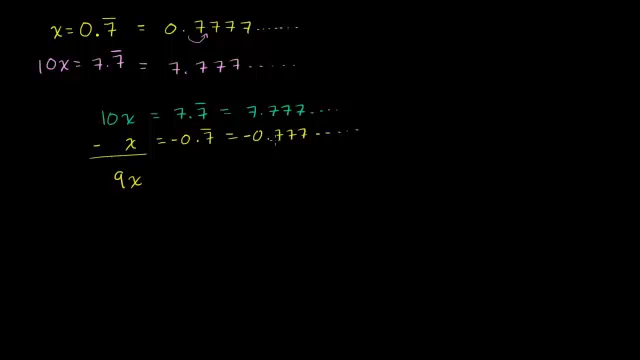 x = 0.7̅ = 0.7777......
10x = 7.7̅ = 7.777.....
10x = 7.7̅ = 7.777....
- x = -0.7̅ = -0.777.....
9x